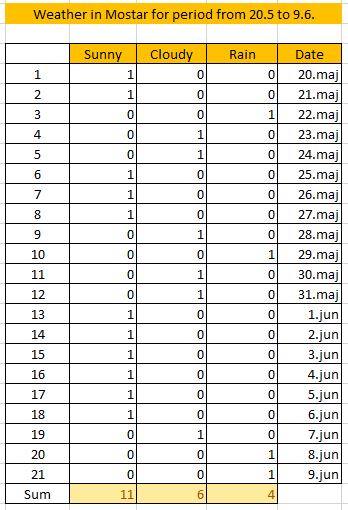 Weather in Mostar for period from 20.5 to 9.6.
Sunny Cloudy Rain Date
1 1 0 0 20.maj
2 1 0 0 21.maj
3 0 0 1 22.maj
4 0 1 0 23.maj
5 0 1 0 24.maj
6 1 0 0 25.maj
7 1 0 0 26.maj
8 1 0 0 27.maj
9 0 1 0 28.maj
10 0 0 1 29.maj
11 0 1 0 30.maj
12 0 1 0 31.maj
13 1 0 0 1.jun
14 1 0 0 2.jun
15 1 0 0 3.jun
16 1 0 0 4.jun
17 1 0 0 5.jun
18 1 0 0 6.jun
19 0 1 0 7.jun
20 0 0 1 8.jun
21 0 0 1 9.jun
Sum 11 6 4